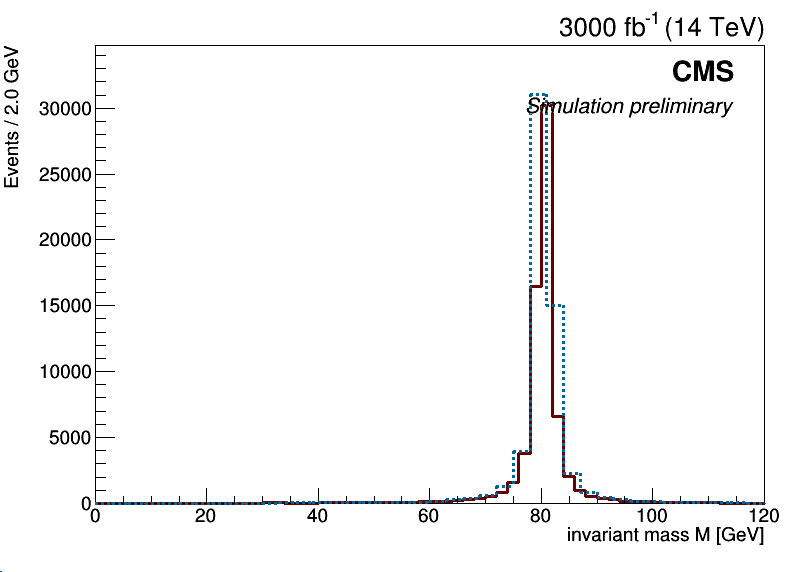 3000 fb-1 (14 TeV)
CMS
Simulation preliminary
Events / 2.0 GeV
30000
25000
20000
15000
10000
5000
0
0 20 40 60 80 100 120
invariant mass M [GeV]